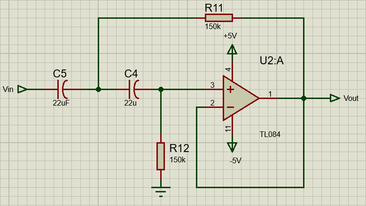 R11
150k
+5V
U2:A
C5
C4
4
Vin
3
22uF
22u
1
Vout
2
R12
11
TL084
150k
-5V